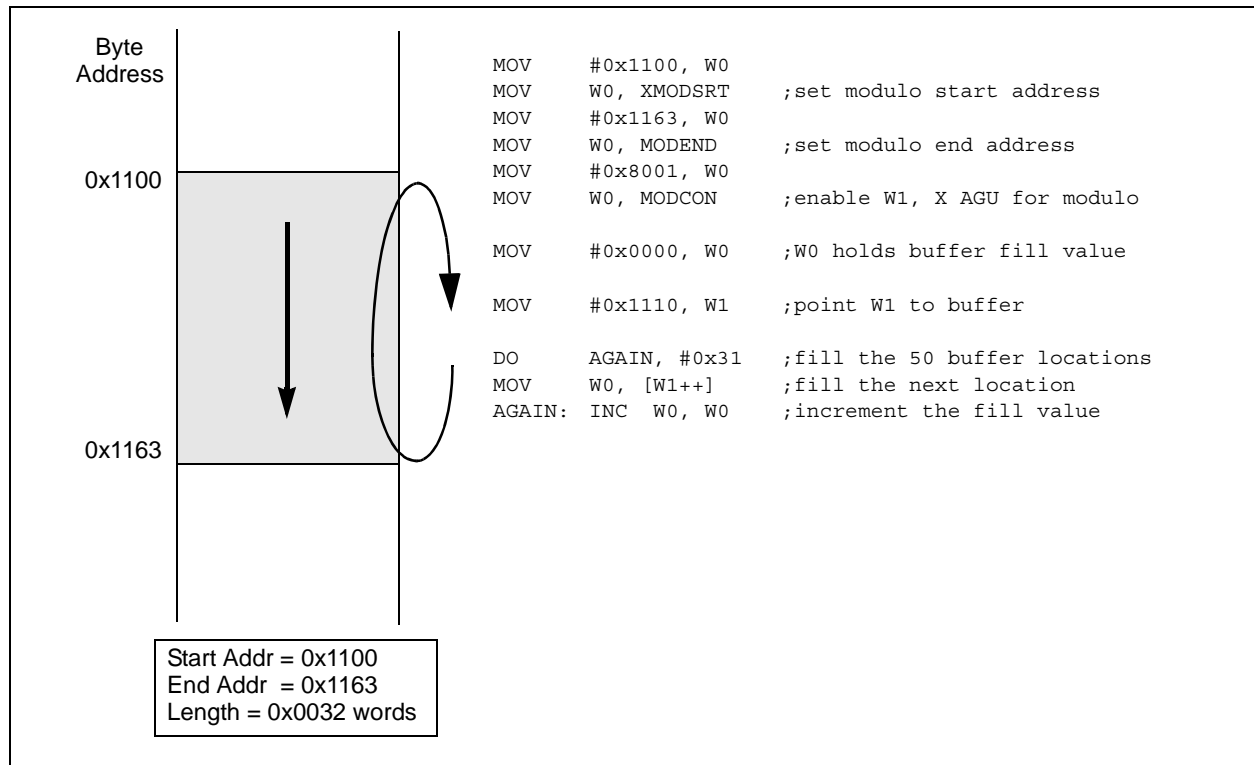 Byte
Address
0x1100
0x1163
MOV #0x1100, W0
MOV W0, XMODSRT ;set modulo start address
MOV #0x1163, W0
MOV W0, MODEND ;set modulo end address
MOV #0x8001, W0
MOV W0, MODCON ;enable W1, X AGU for modulo
MOV #0x0000, W0 ;W0 holds buffer fill value
MOV #0x1110, W1 ;point W1 to buffer
DO AGAIN, #0x31 ;fill the 50 buffer locations
MOV W0, [W1++] ;fill the next location
AGAIN: INC W0, W0 ;increment the fill value
Start Addr = 0x1100
End Addr = 0x1163
Length = 0x0032 words